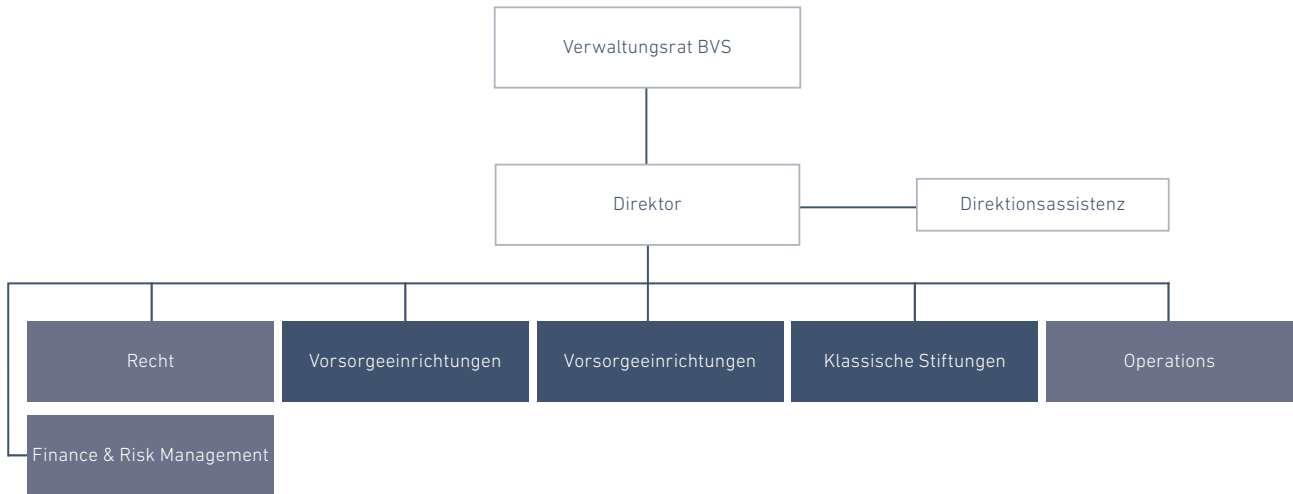 Verwaltungsrat BVS
Direktor
Direktionsassistenz
Recht
Vorsorgeeinrichtungen
Vorsorgeeinrichtungen
Klassische Stiftungen
Operations
Finance & Risk Management